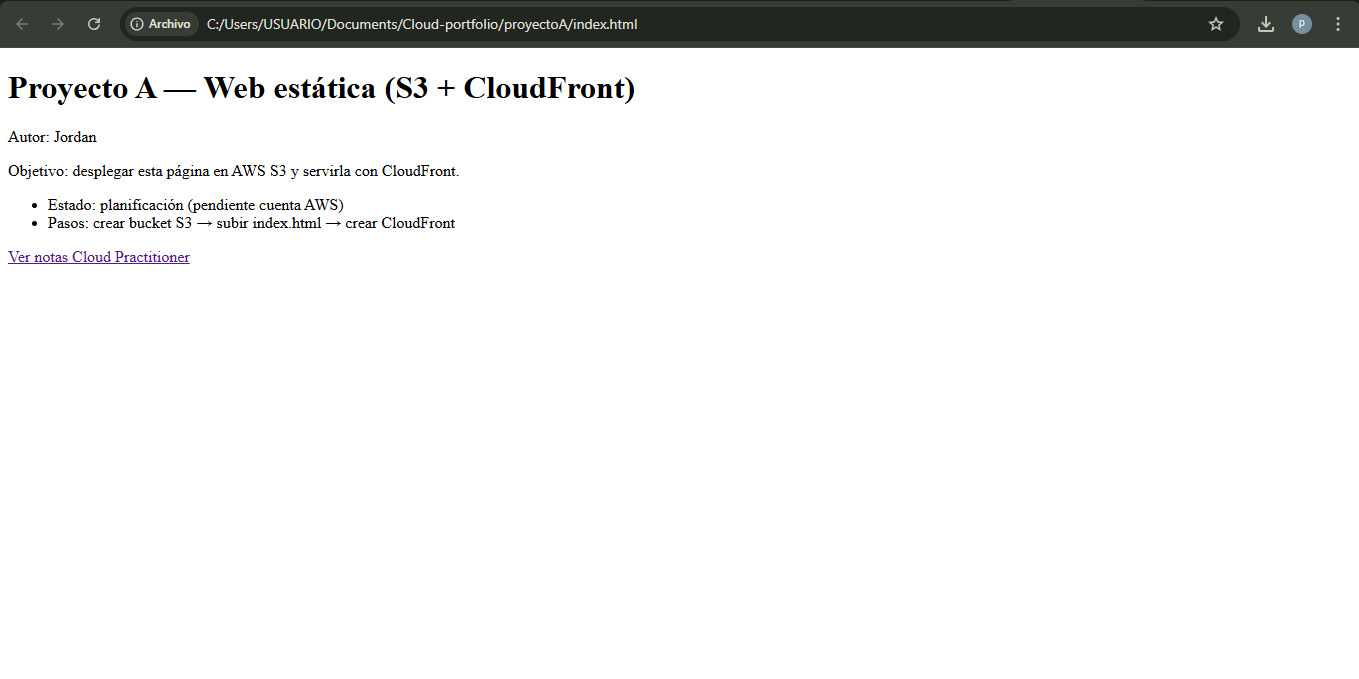 Archivo C:/Users/USUARIO/Documents/Cloud-portfolio/proyectoA/index.html
p
Proyecto A — Web estática (S3 + CloudFront)
Autor: Jordan
Objetivo: desplegar esta página en AWS S3 y servirla con CloudFront.
• Estado: planificación (pendiente cuenta AWS)
• Pasos: crear bucket S3 → subir index.html → crear CloudFront
Ver notas Cloud Practitioner